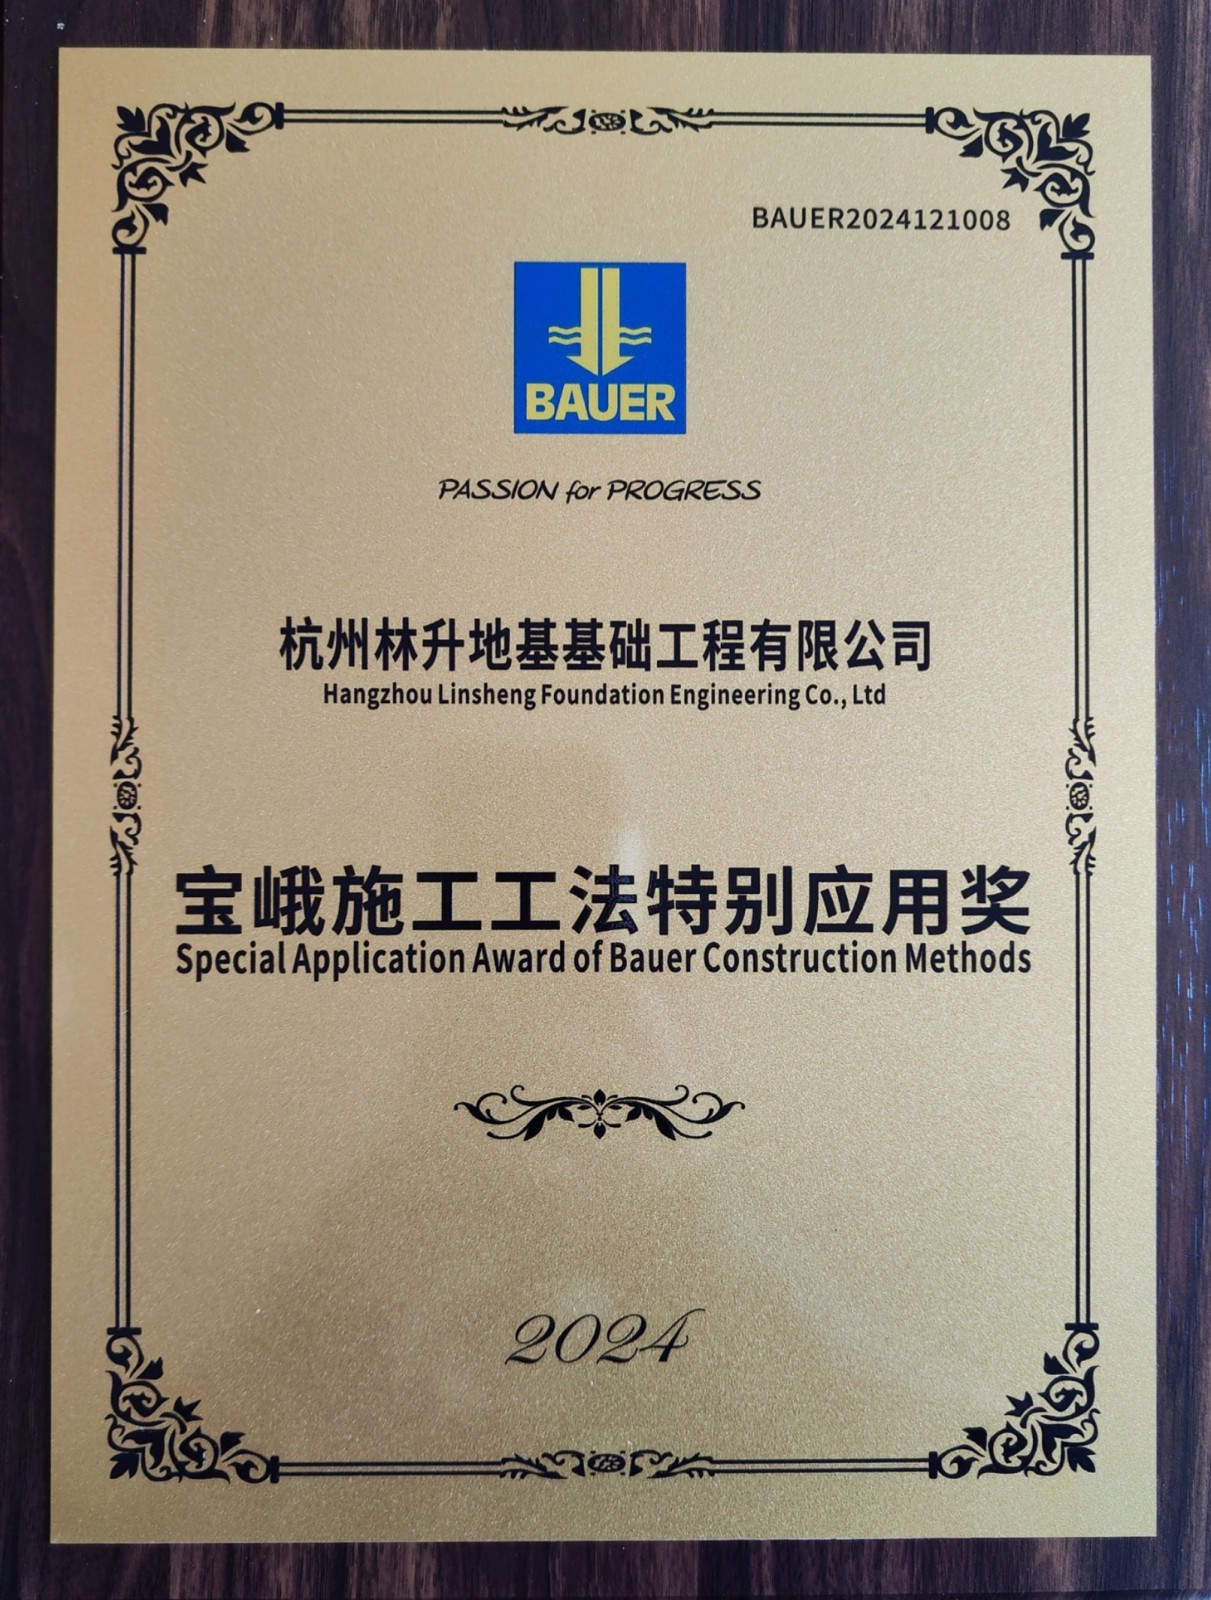 BAUER2024121008
BAUER
PASSION for PROGRESS
杭州林升地基基础工程有限公司
Hangzhou Linsheng Foundation Engineering Co., Ltd
宝峨施工工法特别应用奖
Special Application Award of Bauer Construction Methods
2024